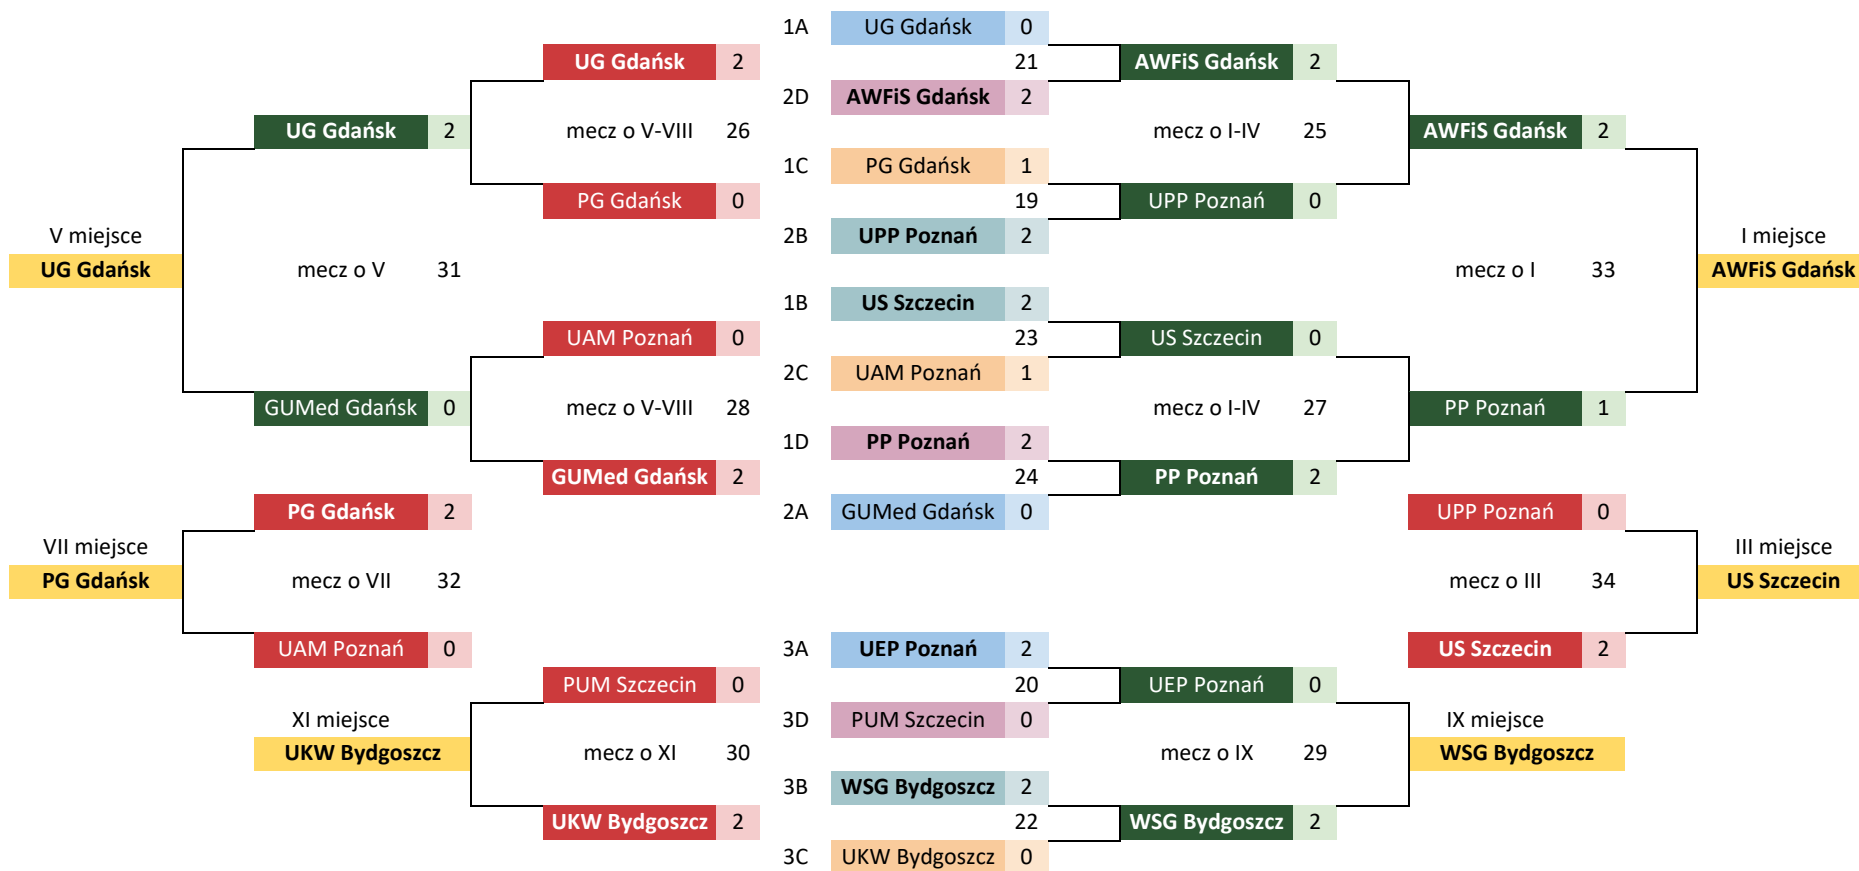 1A UG Gdańsk 0
UG Gdańsk 2 21 AWFiS Gdańsk 2
2D AWFiS Gdańsk 2
UG Gdańsk 2 mecz o V-VIII 26 mecz o I-IV 25 AWFiS Gdańsk 2
1C PG Gdańsk 1
PG Gdańsk 0 19 UPP Poznań 0
V miejsce 2B UPP Poznań 2 I miejsce
UG Gdańsk mecz o V 31 mecz o I 33 AWFiS Gdańsk
1B US Szczecin 2
UAM Poznań 0 23 US Szczecin 0
2C UAM Poznań 1
GUMed Gdańsk 0 mecz o V-VIII 28 mecz o I-IV 27 PP Poznań 1
1D PP Poznań 2
GUMed Gdańsk 2 24 PP Poznań 2
PG Gdańsk 2 2A GUMed Gdańsk 0 UPP Poznań 0
VII miejsce III miejsce
PG Gdańsk mecz o VII 32 mecz o III 34 US Szczecin
UAM Poznań 0 3A UEP Poznań 2 US Szczecin 2
PUM Szczecin 0 20 UEP Poznań 0
XI miejsce 3D PUM Szczecin 0 IX miejsce
UKW Bydgoszcz mecz o XI 30 mecz o IX 29 WSG Bydgoszcz
3B WSG Bydgoszcz 2
UKW Bydgoszcz 2 22 WSG Bydgoszcz 2
3C UKW Bydgoszcz 0